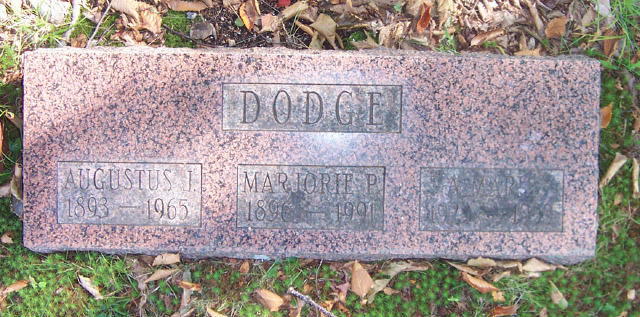 DODGE
AUGUSTUS J.
1893 — 1965
MARJORIE P.
1896 — 1991